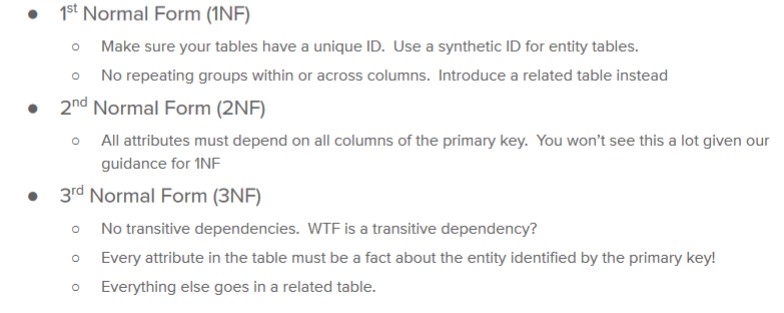 ● 1st Normal Form (1NF)
○ Make sure your tables have a unique ID. Use a synthetic ID for entity tables.
○ No repeating groups within or across columns. Introduce a related table instead
● 2nd Normal Form (2NF)
○ All attributes must depend on all columns of the primary key. You won't see this a lot given our
guidance for 1NF
● 3rd Normal Form (3NF)
○ No transitive dependencies. WTF is a transitive dependency?
○ Every attribute in the table must be a fact about the entity identified by the primary key!
○ Everything else goes in a related table.